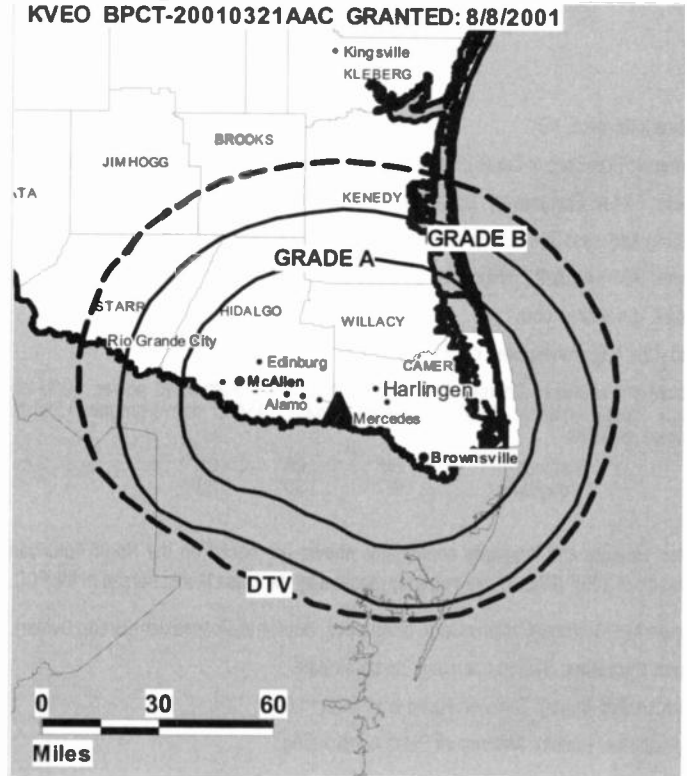 KVEO BPCT-20010321AAC GRANTED: 8/8/2001
Kingsville
KLEBERG
BROOKS
JIM HOGG
KENEDY
GRADE B
GRADE A
STARR
HIDALGO
WILLACY
Rio Grande City
Edinburg
CAMER
McAllen
Harlingen
Alamo
Mercedes
Brownsville
DTV
0 30 60
Miles